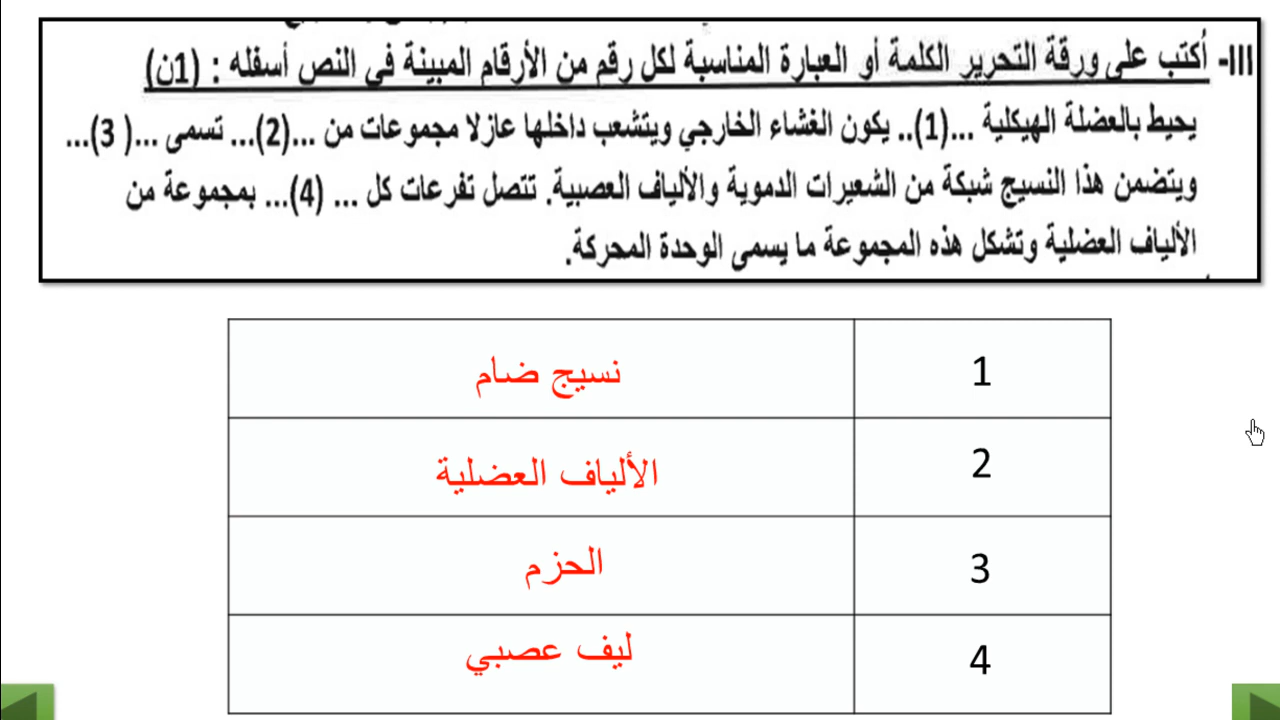 III- أكتب على ورقة التحرير الكلمة أو العبارة المناسبة لكل رقم من الأرقام المبينة في النص أسفله : (1ن)
يحيط بالعضلة الهيكلية ...(1).. يكون الغشاء الخارجي ويتشعب داخلها عازلا مجموعات من ...(2)... تسمى ...( 3)...
ويتضمن هذا النسيج شبكة من الشعيرات الدموية والألياف العصبية. تتصل تفرعات كل ... (4)... بمجموعة من
الألياف العضلية وتشكل هذه المجموعة ما يسمى الوحدة المحركة.
1 نسيج ضام
2 الألياف العضلية
3 الحزم
4 ليف عصبي